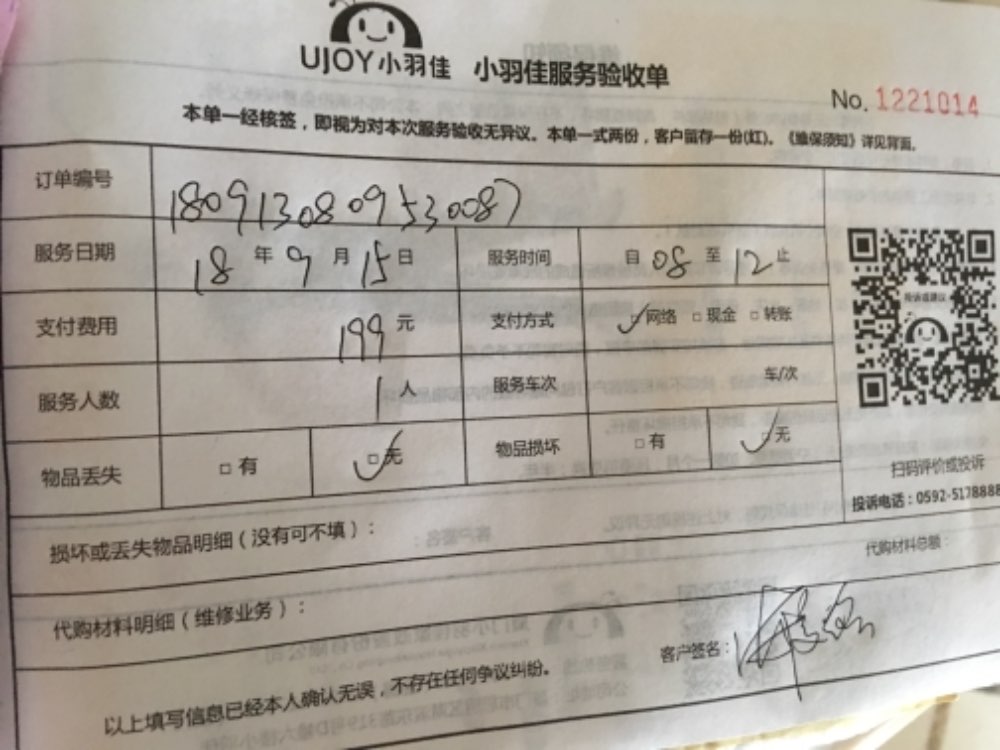 UJOY小羽佳 小羽佳服务验收单
No. 1221014
本单一经核签，即视为对本次服务验收无异议。本单一式两份，客户留存一份(红)。《维保须知》详见背面。
订单编号 1809130809530087
服务日期 18 年 9 月 15 日 服务时间 自 08 至 12 止
支付费用 199 元 支付方式 ☑网络 □现金 □转账
服务人数 1 人 服务车次 车/次
物品丢失 □有 ☑无 物品损坏 □有 ☑无
投诉或建议
扫码评价或投诉
投诉电话：0592-5178888
损坏或丢失物品明细（没有可不填）：
代购材料明细（维修业务）：
代购材料总额：
客户签名：
以上填写信息已经本人确认无误，不存在任何争议纠纷。